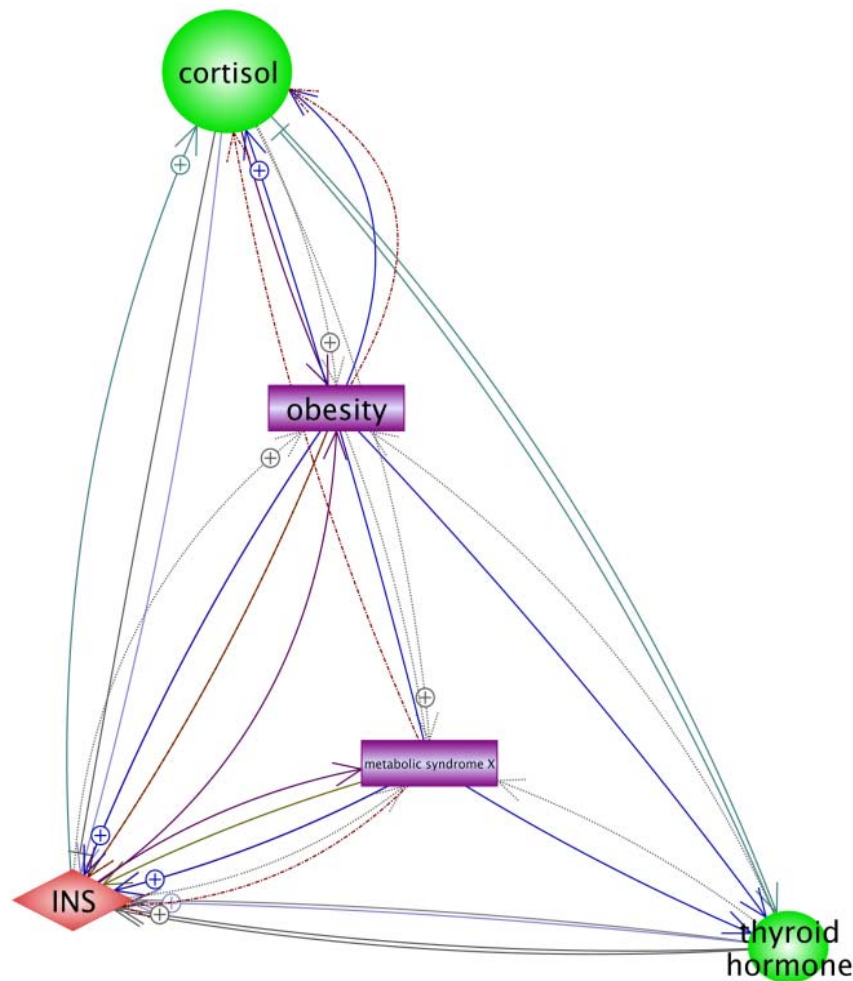 cortisol
+
+
+
obesity
+
+
metabolic syndrome X
+
+
INS
+
+
thyroid
hormone